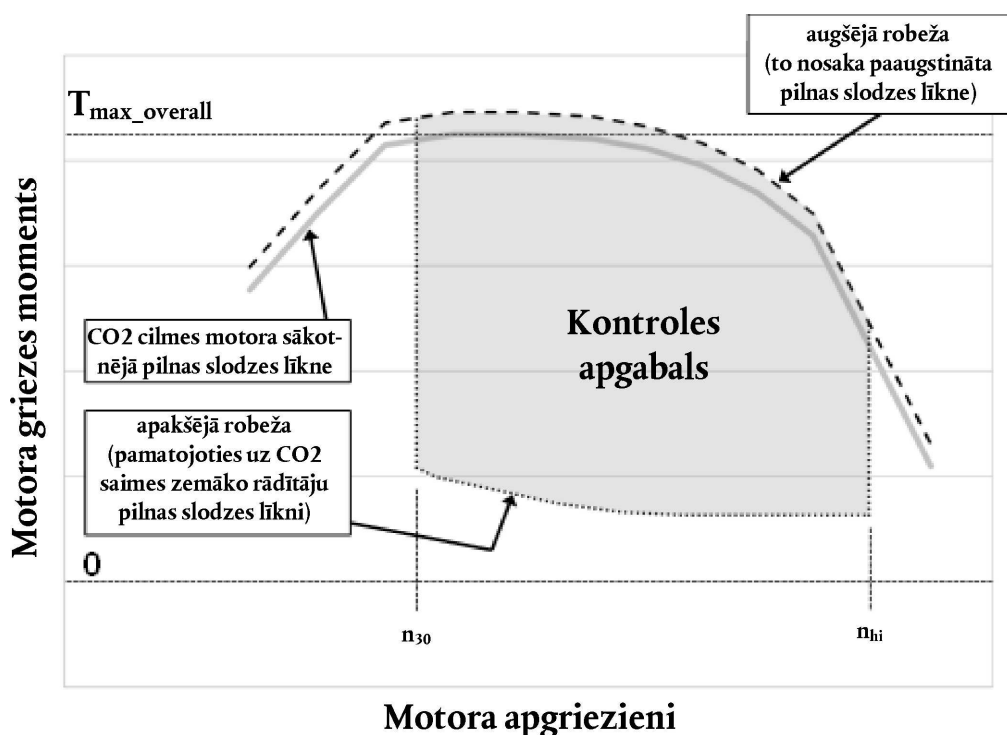 augšējā robeža
(to nosaka paaugstināta
pilnas slodzes līkne)
Tmax_overall
Kontroles
apgabals
CO2 cilmes motora sākot-
nējā pilnas slodzes līkne
apakšējā robeža
(pamatojoties uz CO2
saimes zemāko rādītāju
pilnas slodzes līkni)
Motora griezes moments
0
n30
nhi
Motora apgriezieni